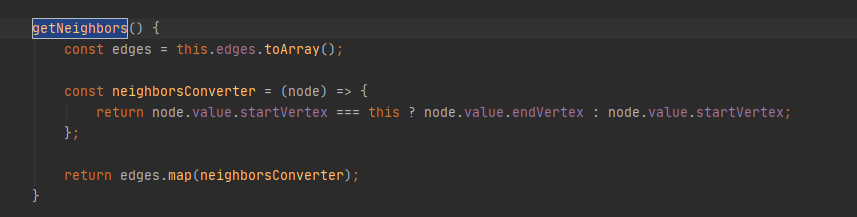 getNeighbors() {
    const edges = this.edges.toArray();
    const neighborsConverter = (node) => {
        return node.value.startVertex === this ? node.value.endVertex : node.value.startVertex;
    };
    return edges.map(neighborsConverter);
}